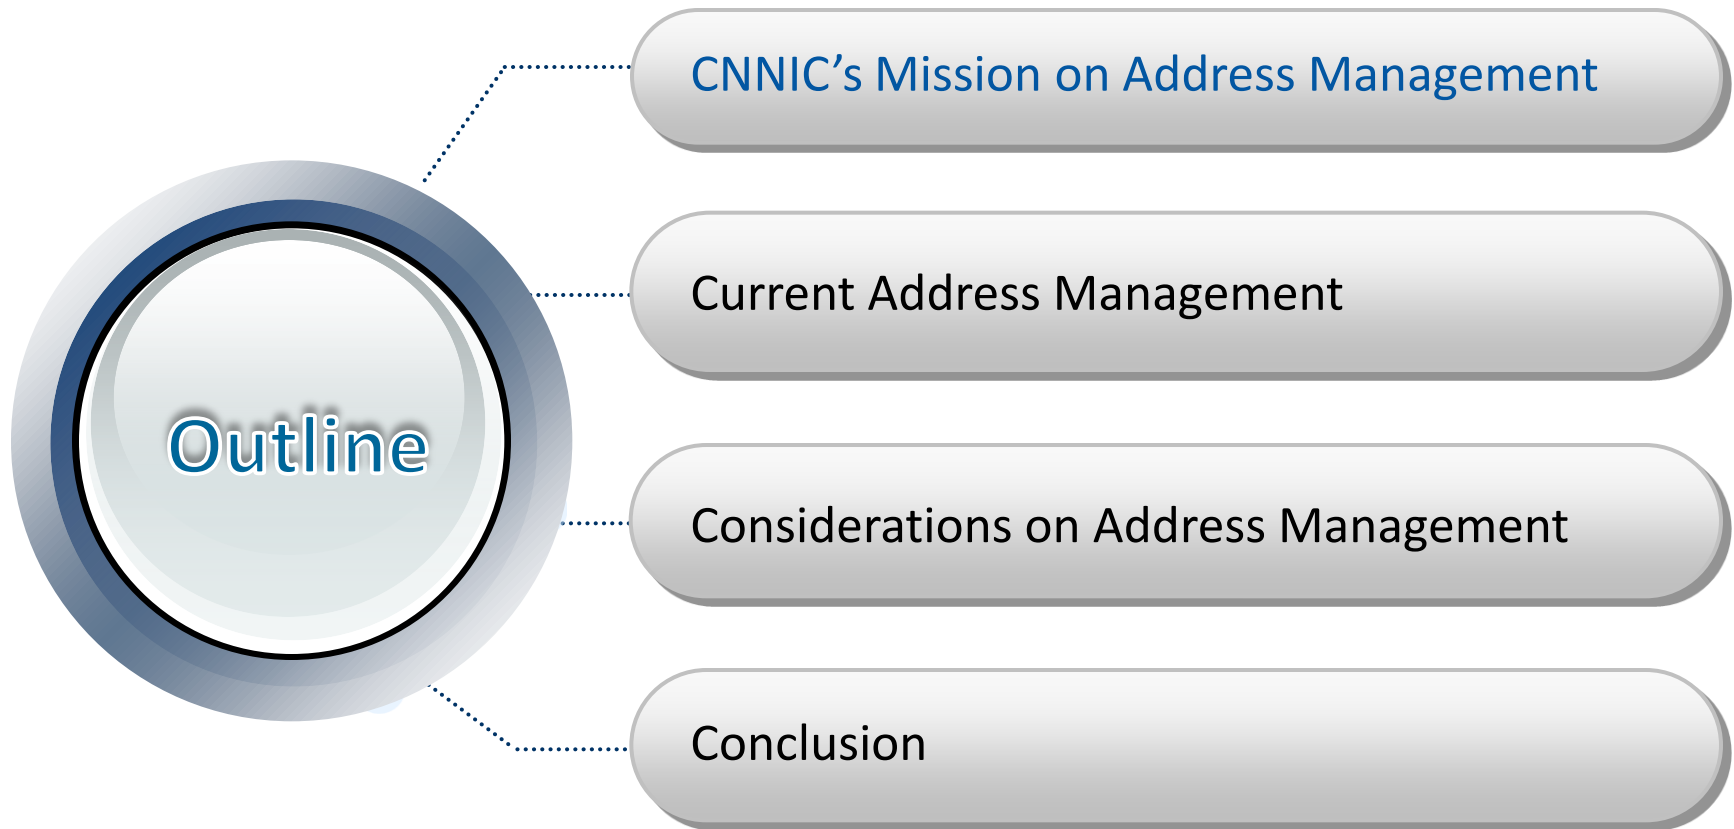 CNNIC’s Mission on Address Management
Current Address Management
Outline
Considerations on Address Management
Conclusion